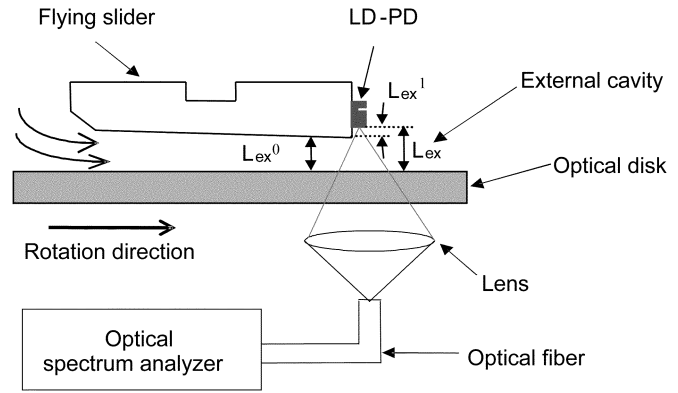 Flying slider
LD-PD
Lex1
External cavity
Lex0
Lex
Optical disk
Rotation direction
Lens
Optical
spectrum analyzer
Optical fiber